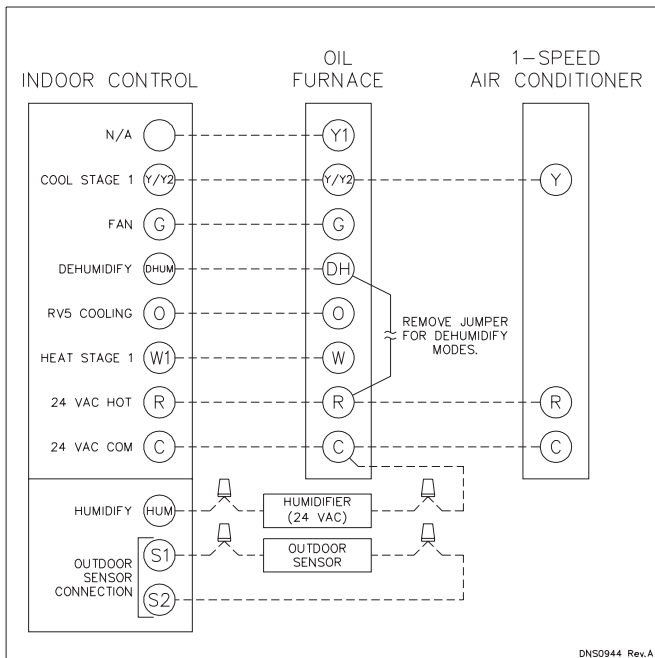 INDOOR CONTROL
OIL
FURNACE
1-SPEED
AIR CONDITIONER
N/A
Y1
COOL STAGE 1
Y/Y2
Y/Y2
Y
FAN
G
G
DEHUMIDIFY
DHUM
DH
RV5 COOLING
O
O
REMOVE JUMPER
FOR DEHUMIDIFY
MODES.
HEAT STAGE 1
W1
W
24 VAC HOT
R
R
R
24 VAC COM
C
C
C
HUMIDIFY
HUM
HUMIDIFIER
(24 VAC)
OUTDOOR
SENSOR
CONNECTION
S1
OUTDOOR
SENSOR
S2
DNS0944 Rev.A